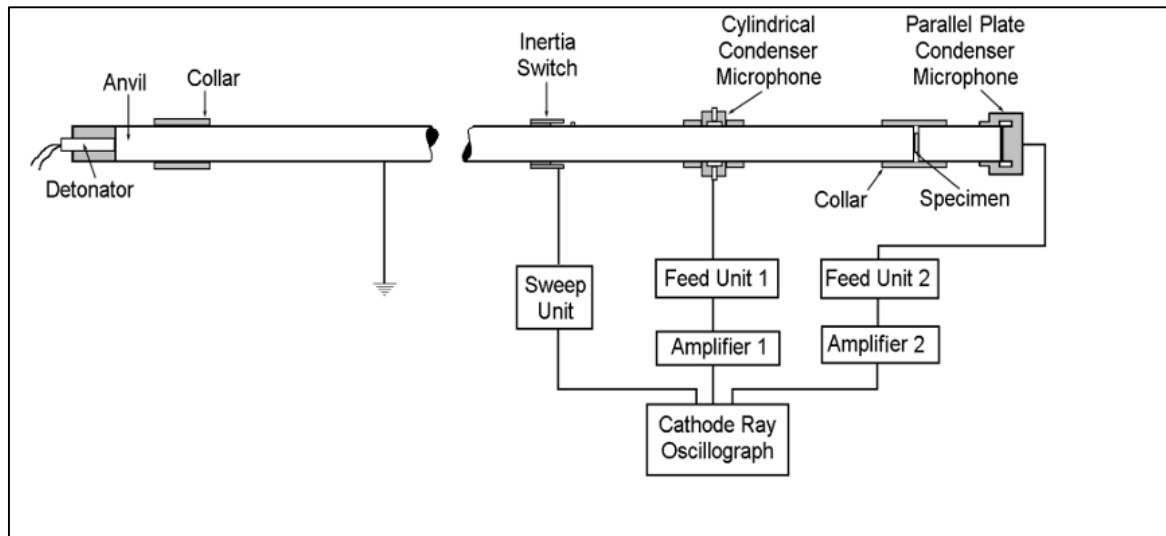 Anvil
Collar
Inertia
Switch
Cylindrical
Condenser
Microphone
Parallel Plate
Condenser
Microphone
Detonator
Collar
Specimen
Sweep
Unit
Feed Unit 1
Feed Unit 2
Amplifier 1
Amplifier 2
Cathode Ray
Oscillograph